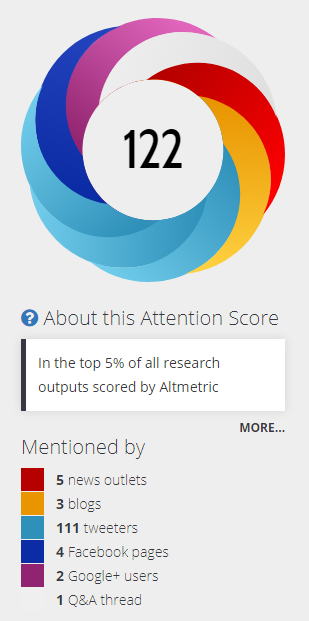 122
? About this Attention Score
In the top 5% of all research
outputs scored by Altmetric
MORE...
Mentioned by
5 news outlets
3 blogs
111 tweeters
4 Facebook pages
2 Google+ users
1 Q&A thread